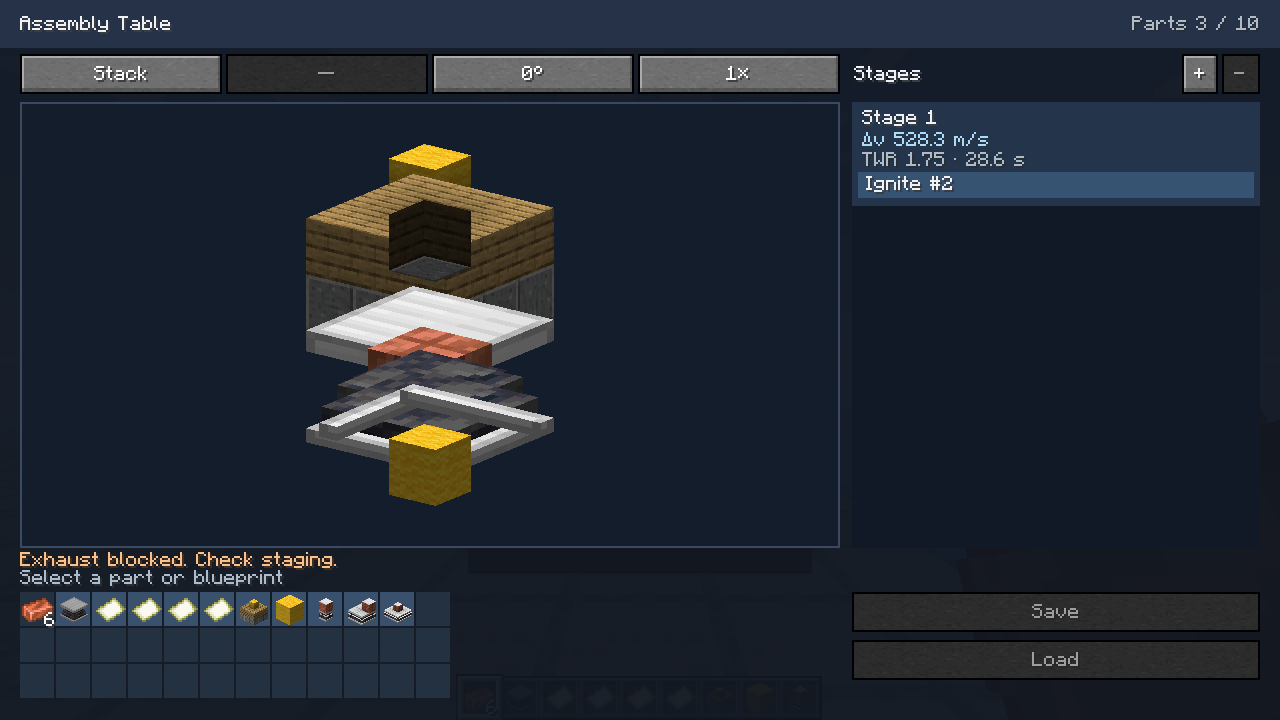 Assembly Table
Parts 3 / 10
Stack
—
0°
1×
Stages
+
−
Stage 1
Δv 528.3 m/s
TWR 1.75 · 28.6 s
Ignite #2
Exhaust blocked. Check staging.
Select a part or blueprint
6
Save
Load
6